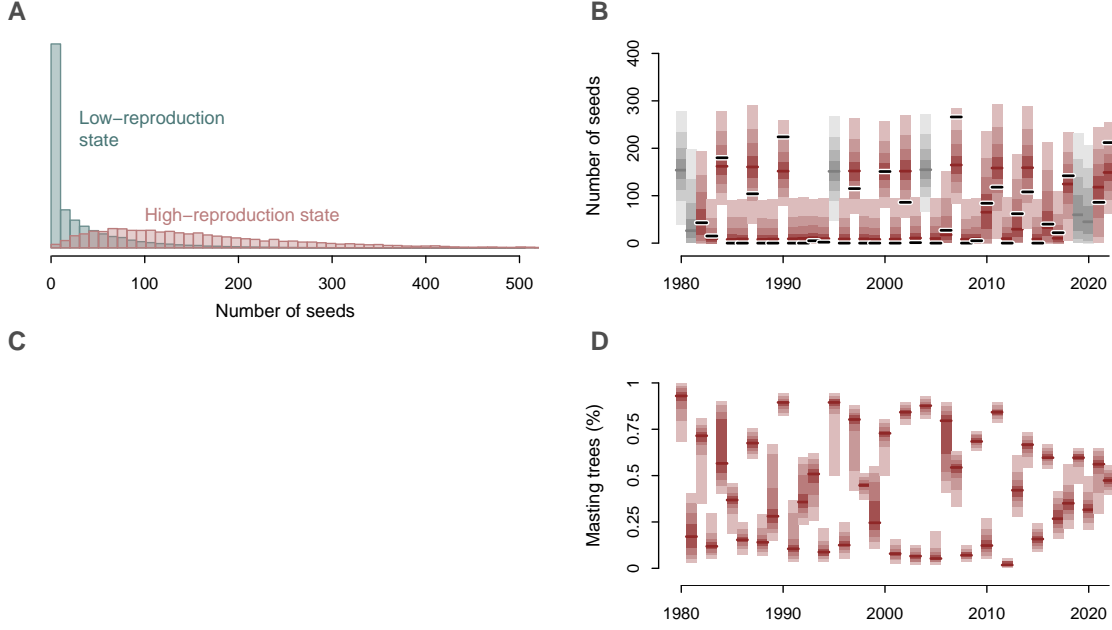 A
Low−reproduction
state
High−reproduction state
0 100 200 300 400 500
Number of seeds
B
Number of seeds
0 100 200 300 400
1980 1990 2000 2010 2020
C
D
Masting trees (%)
0 0.25 0.5 0.75 1
1980 1990 2000 2010 2020